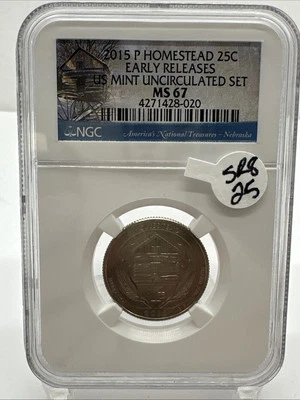 2015 P HOMESTEAD 25C
EARLY RELEASES
US MINT UNCIRCULATED SET
MS 67
4271428-020
NGC
America's National Treasures - Nebraska
SR8
25